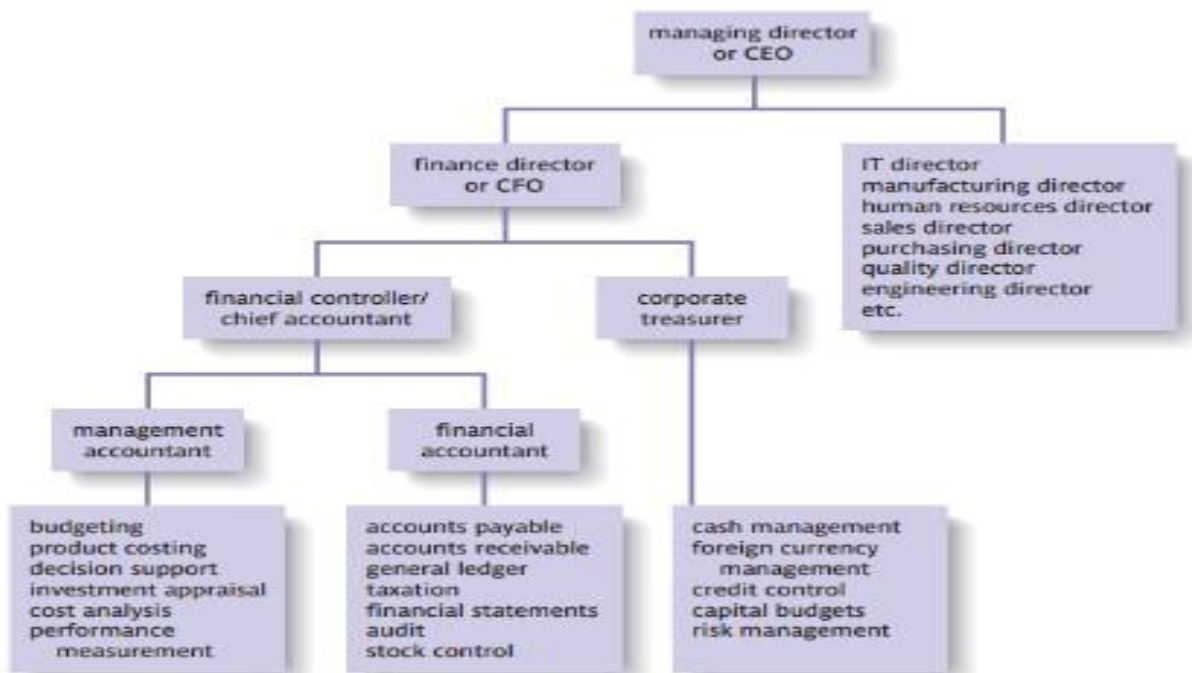 managing director
or CEO
finance director
or CFO
IT director
manufacturing director
human resources director
sales director
purchasing director
quality director
engineering director
etc.
financial controller/
chief accountant
corporate
treasurer
management
accountant
financial
accountant
budgeting
product costing
decision support
investment appraisal
cost analysis
performance
measurement
accounts payable
accounts receivable
general ledger
taxation
financial statements
audit
stock control
cash management
foreign currency
management
credit control
capital budgets
risk management